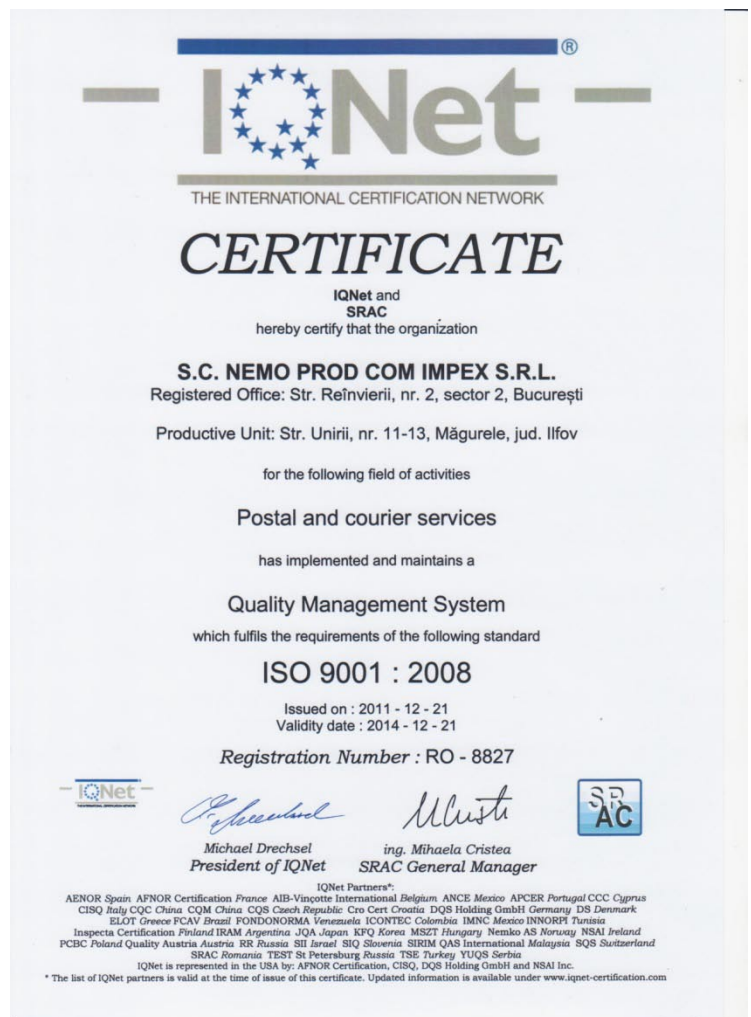 IQNet ®
THE INTERNATIONAL CERTIFICATION NETWORK
CERTIFICATE
IQNet and
SRAC
hereby certify that the organization
S.C. NEMO PROD COM IMPEX S.R.L.
Registered Office: Str. Reînvierii, nr. 2, sector 2, București
Productive Unit: Str. Unirii, nr. 11-13, Măgurele, jud. Ilfov
for the following field of activities
Postal and courier services
has implemented and maintains a
Quality Management System
which fulfils the requirements of the following standard
ISO 9001 : 2008
Issued on : 2011 - 12 - 21
Validity date : 2014 - 12 - 21
Registration Number : RO - 8827
IQNet
SR
AC
Michael Drechsel
ing. Mihaela Cristea
President of IQNet
SRAC General Manager
IQNet Partners*:
AENOR Spain AFNOR Certification France AIB-Vinçotte International Belgium ANCE Mexico APCER Portugal CCC Cyprus
CISQ Italy CQC China CQM China CQS Czech Republic Cro Cert Croatia DQS Holding GmbH Germany DS Denmark
ELOT Greece FCAV Brazil FONDONORMA Venezuela ICONTEC Colombia IMNC Mexico INNORPI Tunisia
Inspecta Certification Finland IRAM Argentina JQA Japan KFQ Korea MSZT Hungary Nemko AS Norway NSAI Ireland
PCBC Poland Quality Austria Austria RR Russia SII Israel SIQ Slovenia SIRIM QAS International Malaysia SQS Switzerland
SRAC Romania TEST St Petersburg Russia TSE Turkey YUQS Serbia
IQNet is represented in the USA by: AFNOR Certification, CISQ, DQS Holding GmbH and NSAI Inc.
* The list of IQNet partners is valid at the time of issue of this certificate. Updated information is available under www.iqnet-certification.com